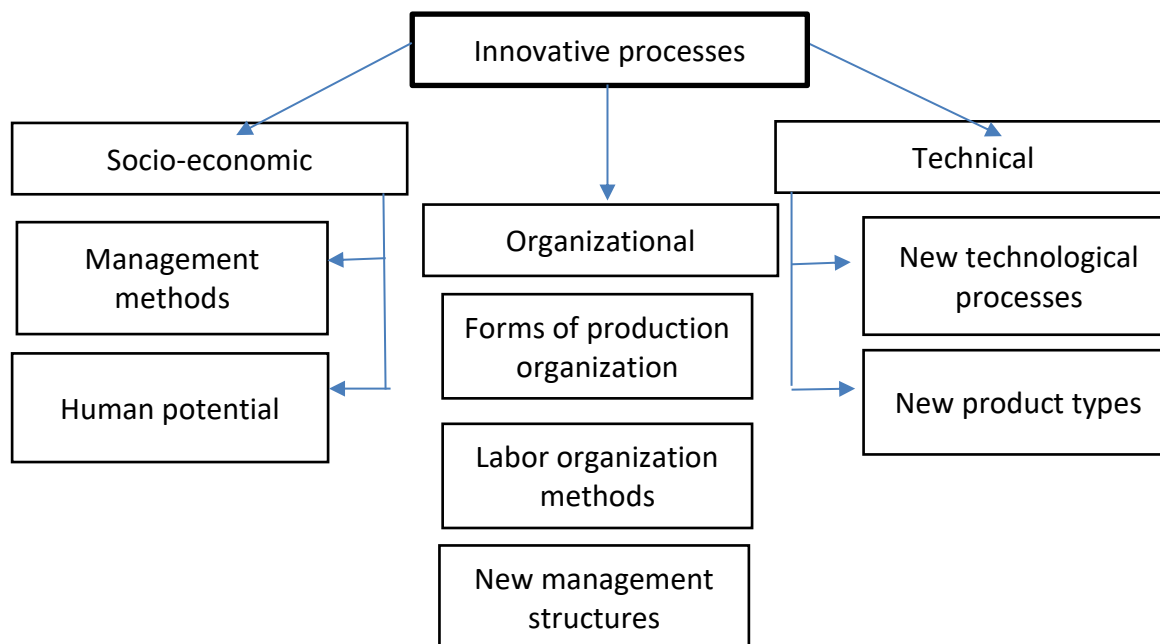 Innovative processes
Socio-economic
Technical
Organizational
Management
methods
New technological
processes
Forms of production
organization
Human potential
New product types
Labor organization
methods
New management
structures